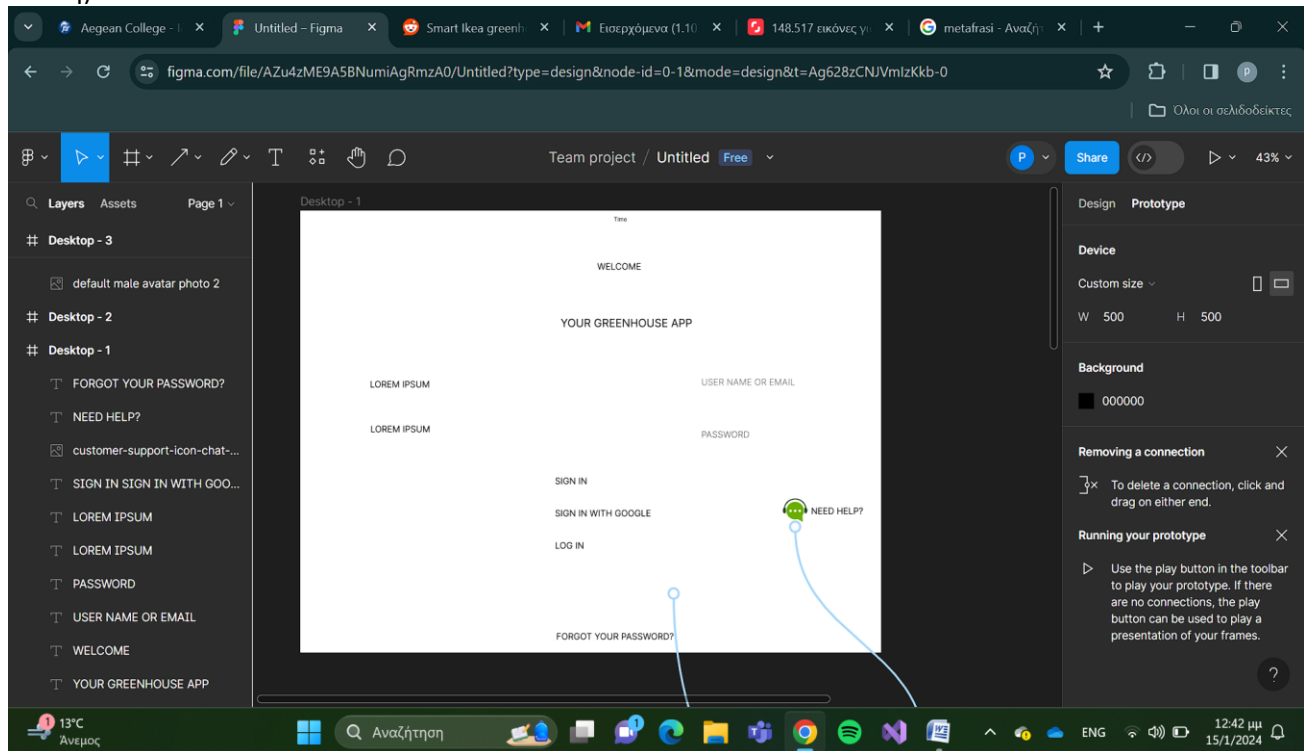 Aegean College - I
Untitled – Figma
Smart Ikea greenh
Εισερχόμενα (1.10
148.517 εικόνες γι
metafrasi - Αναζήτ
figma.com/file/AZu4zME9A5BNumiAgRmzA0/Untitled?type=design&node-id=0-1&mode=design&t=Ag628zCNJVmIzKkb-0
P
Όλοι οι σελιδοδείκτες
Team project / Untitled Free
P
Share
43%
Layers Assets Page 1
Desktop - 3
default male avatar photo 2
Desktop - 2
Desktop - 1
FORGOT YOUR PASSWORD?
NEED HELP?
customer-support-icon-chat-...
SIGN IN SIGN IN WITH GOO...
LOREM IPSUM
LOREM IPSUM
PASSWORD
USER NAME OR EMAIL
WELCOME
YOUR GREENHOUSE APP
Desktop - 1
Time
WELCOME
YOUR GREENHOUSE APP
LOREM IPSUM
USER NAME OR EMAIL
LOREM IPSUM
PASSWORD
SIGN IN
SIGN IN WITH GOOGLE
NEED HELP?
LOG IN
FORGOT YOUR PASSWORD?
Design Prototype
Device
Custom size
W 500 H 500
Background
000000
Removing a connection
To delete a connection, click and
drag on either end.
Running your prototype
Use the play button in the toolbar
to play your prototype. If there
are no connections, the play
button can be used to play a
presentation of your frames.
?
1
13°C
Άνεμος
Αναζήτηση
1
ENG
12:42 μμ
15/1/2024